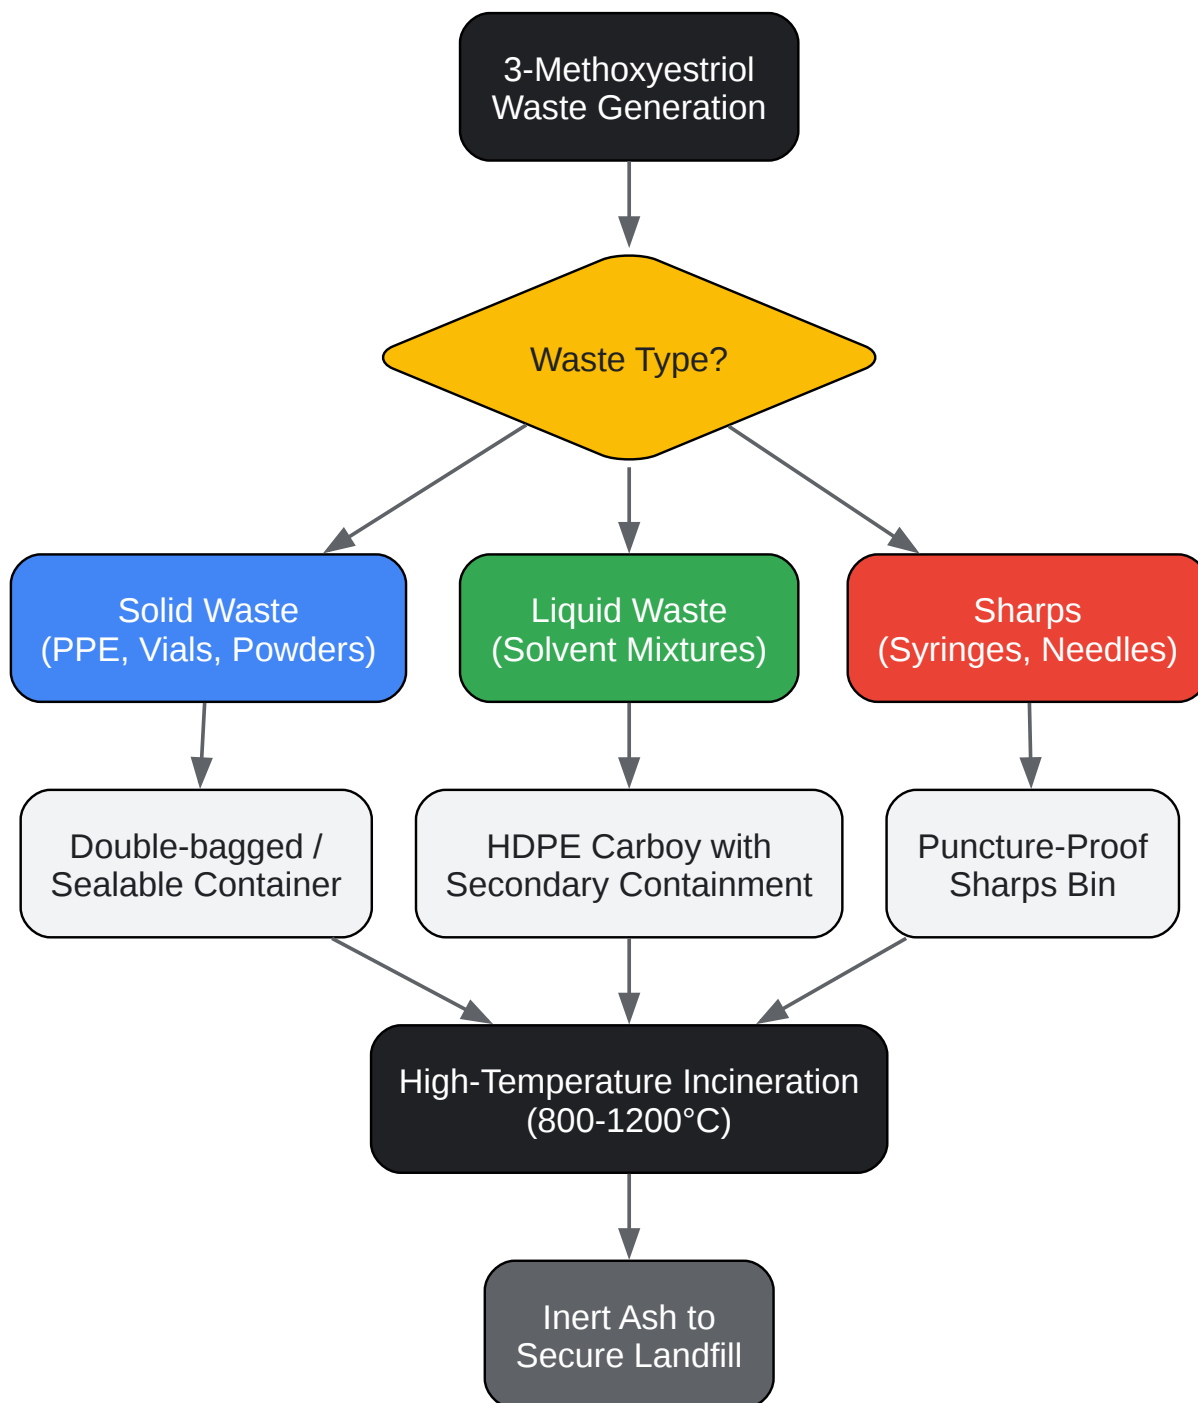 3-Methoxyestriol
Waste Generation
Waste Type?
Solid Waste
(PPE, Vials, Powders)
Liquid Waste
(Solvent Mixtures)
Sharps
(Syringes, Needles)
Double-bagged /
Sealable Container
HDPE Carboy with
Secondary Containment
Puncture-Proof
Sharps Bin
High-Temperature Incineration
(800-1200°C)
Inert Ash to
Secure Landfill